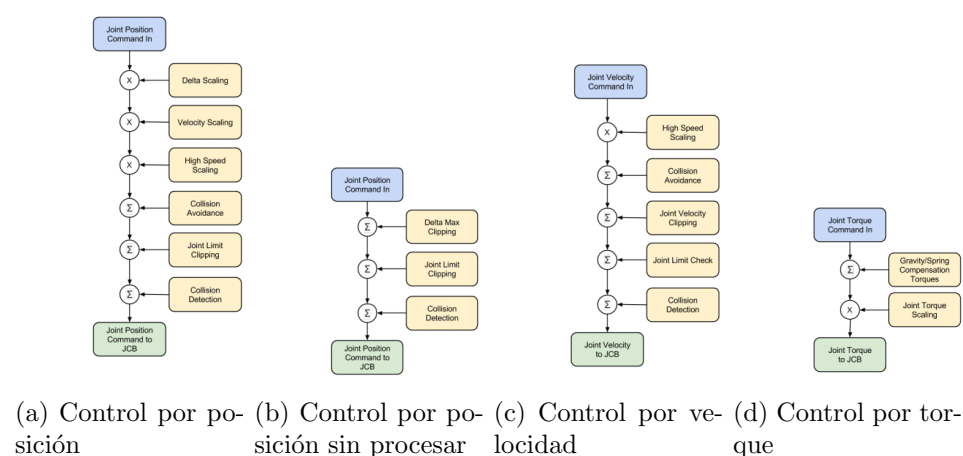 Joint Position
Command In
X
Delta Scaling
X
Velocity Scaling
X
High Speed
Scaling
Σ
Collision
Avoidance
Σ
Joint Limit
Clipping
Σ
Collision
Detection
Joint Position
Command to
JCB
(a) Control por po-
sición
Joint Position
Command In
Σ
Delta Max
Clipping
Σ
Joint Limit
Clipping
Σ
Collision
Detection
Joint Position
Command to
JCB
(b) Control por po-
sición sin procesar
Joint Velocity
Command In
X
High Speed
Scaling
Σ
Collision
Avoidance
Σ
Joint Velocity
Clipping
Σ
Joint Limit Check
Σ
Collision
Detection
Joint Velocity
to JCB
(c) Control por ve-
locidad
Joint Torque
Command In
Σ
Gravity/Spring
Compensation
Torques
X
Joint Torque
Scaling
Joint Torque
to JCB
(d) Control por tor-
que